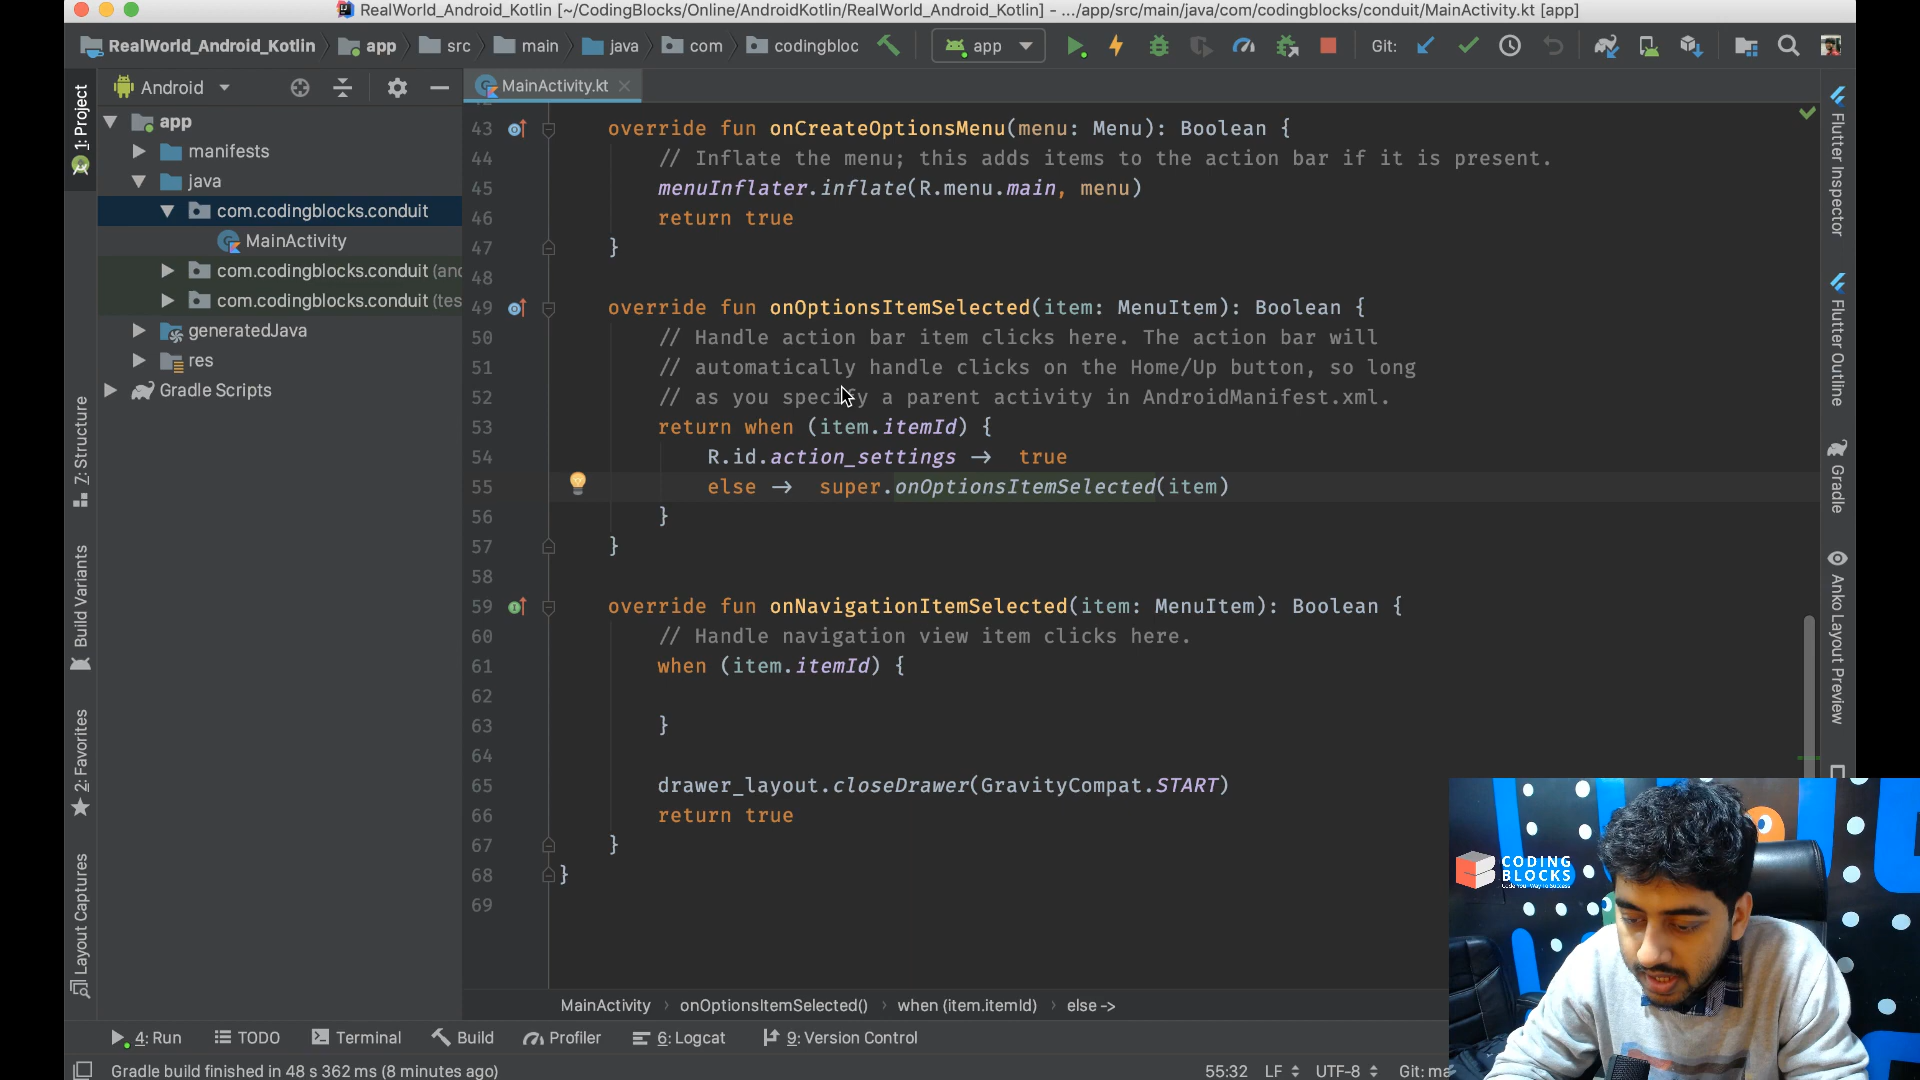 RealWorld_Android_Kotlin [~/CodingBlocks/Online/AndroidKotlin/RealWorld_Android_Kotlin] - .../app/src/main/java/com/codingblocks/conduit/MainActivity.kt [app]
RealWorld_Android_Kotlin app src main java com codingbloc app Git:
1: Project
Android
MainActivity.kt
app
manifests
java
com.codingblocks.conduit
MainActivity
com.codingblocks.conduit (anc
com.codingblocks.conduit (tes
generatedJava
res
Gradle Scripts
7: Structure
Build Variants
2: Favorites
Layout Captures
43 override fun onCreateOptionsMenu(menu: Menu): Boolean {
44 // Inflate the menu; this adds items to the action bar if it is present.
45 menuInflater.inflate(R.menu.main, menu)
46 return true
47 }
48
49 override fun onOptionsItemSelected(item: MenuItem): Boolean {
50 // Handle action bar item clicks here. The action bar will
51 // automatically handle clicks on the Home/Up button, so long
52 // as you specify a parent activity in AndroidManifest.xml.
53 return when (item.itemId) {
54 R.id.action_settings → true
55 else → super.onOptionsItemSelected(item)
56 }
57 }
58
59 override fun onNavigationItemSelected(item: MenuItem): Boolean {
60 // Handle navigation view item clicks here.
61 when (item.itemId) {
62
63 }
64
65 drawer_layout.closeDrawer(GravityCompat.START)
66 return true
67 }
68 }
69
Flutter Inspector
Flutter Outline
Gradle
Anko Layout Preview
CODING
BLOCKS
Code Your Way To Success
MainActivity › onOptionsItemSelected() › when (item.itemId) › else ->
4: Run TODO Terminal Build Profiler 6: Logcat 9: Version Control
Gradle build finished in 48 s 362 ms (8 minutes ago) 55:32 LF UTF-8 Git: ma